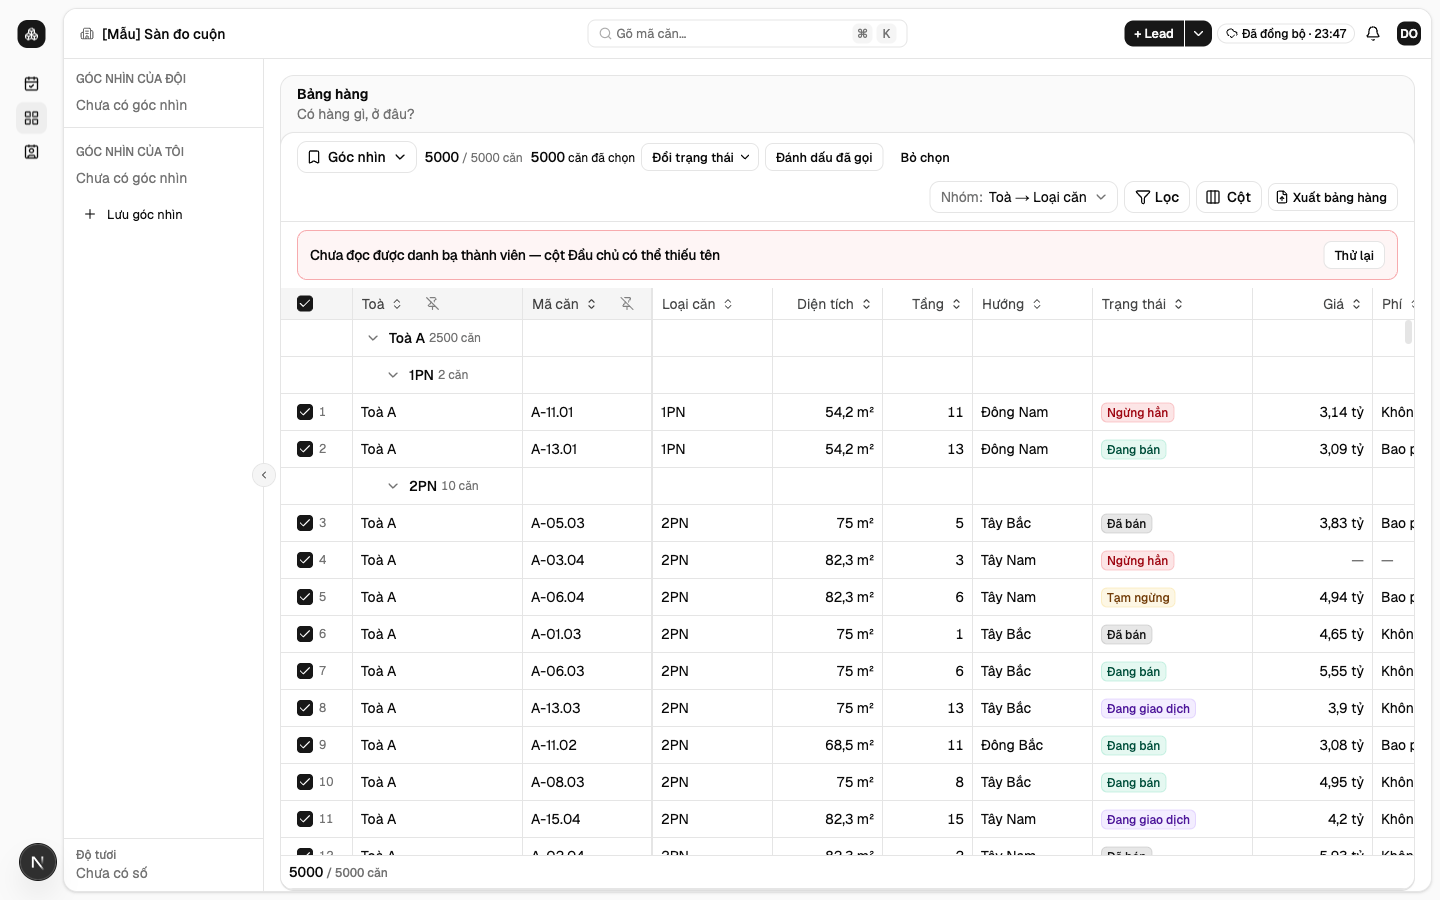 [Mẫu] Sàn đo cuộn
Gõ mã căn...
⌘ K
+ Lead
Đã đồng bộ · 23:47
DO
GÓC NHÌN CỦA ĐỘI
Chưa có góc nhìn
GÓC NHÌN CỦA TÔI
Chưa có góc nhìn
+ Lưu góc nhìn
Độ tươi
Chưa có số
N
Bảng hàng
Có hàng gì, ở đâu?
Góc nhìn 5000 / 5000 căn 5000 căn đã chọn Đổi trạng thái Đánh dấu đã gọi Bỏ chọn
Nhóm: Toà → Loại căn Lọc Cột Xuất bảng hàng
Chưa đọc được danh bạ thành viên — cột Đầu chủ có thể thiếu tên Thử lại
Toà Mã căn Loại căn Diện tích Tầng Hướng Trạng thái Giá Phí
Toà A 2500 căn
1PN 2 căn
1 Toà A A-11.01 1PN 54,2 m² 11 Đông Nam Ngừng hẳn 3,14 tỷ Khôn
2 Toà A A-13.01 1PN 54,2 m² 13 Đông Nam Đang bán 3,09 tỷ Bao p
2PN 10 căn
3 Toà A A-05.03 2PN 75 m² 5 Tây Bắc Đã bán 3,83 tỷ Bao p
4 Toà A A-03.04 2PN 82,3 m² 3 Tây Nam Ngừng hẳn — —
5 Toà A A-06.04 2PN 82,3 m² 6 Tây Nam Tạm ngừng 4,94 tỷ Bao p
6 Toà A A-01.03 2PN 75 m² 1 Tây Bắc Đã bán 4,65 tỷ Khôn
7 Toà A A-06.03 2PN 75 m² 6 Tây Bắc Đang bán 5,55 tỷ Khôn
8 Toà A A-13.03 2PN 75 m² 13 Tây Bắc Đang giao dịch 3,9 tỷ Khôn
9 Toà A A-11.02 2PN 68,5 m² 11 Đông Bắc Đang bán 3,08 tỷ Bao p
10 Toà A A-08.03 2PN 75 m² 8 Tây Bắc Đang bán 4,95 tỷ Khôn
11 Toà A A-15.04 2PN 82,3 m² 15 Tây Nam Đang giao dịch 4,2 tỷ Khôn
5000 / 5000 căn